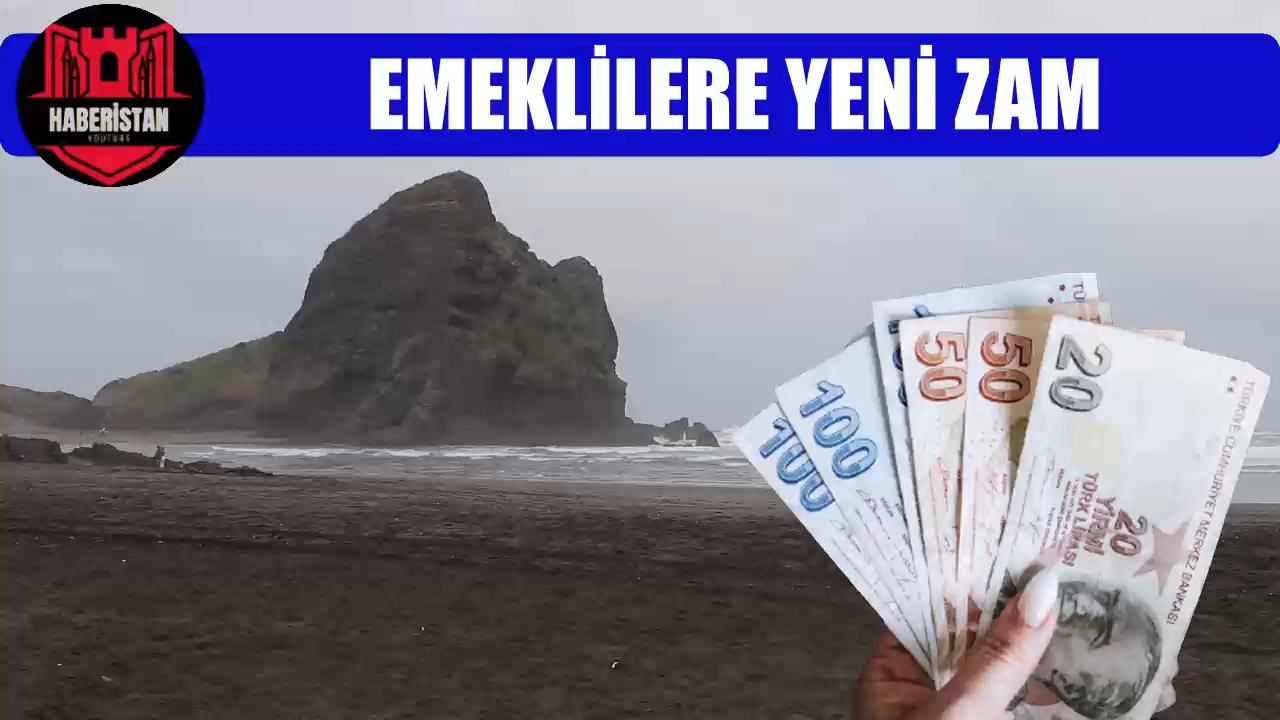 EMEKLİLERE YENİ ZAM
HABERİSTAN
YOUTUBE
100
100
50
50
20
TÜRKİYE CUMHURİYET MERKEZ BANKASI
20
YİRMİ
TÜRK LİRASI